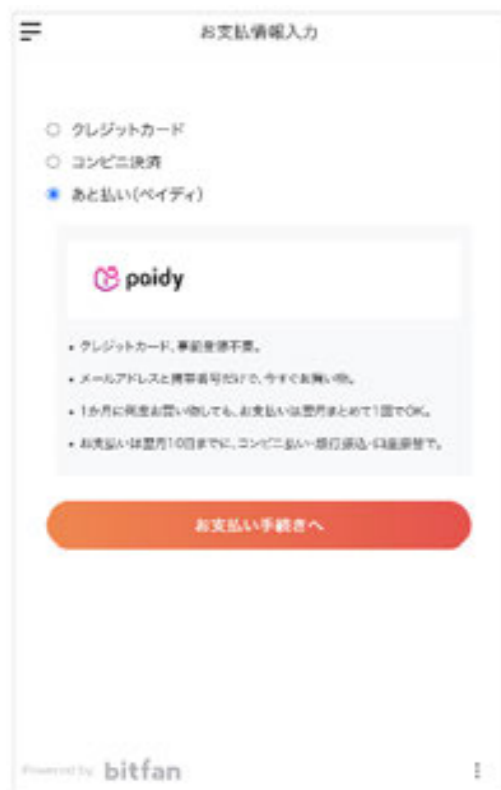 お支払情報入力
クレジットカード
コンビニ決済
あと払い(ペイディ)
paidy
• クレジットカード、事前登録不要。
• メールアドレスと携帯番号だけで、今すぐお買い物。
• 1か月に何度お買い物しても、お支払いは翌月まとめて1回でOK。
• お支払いは翌月10日までに、コンビニ払い・銀行振込・口座振替で。
お支払い手続きへ
Powered by bitfan